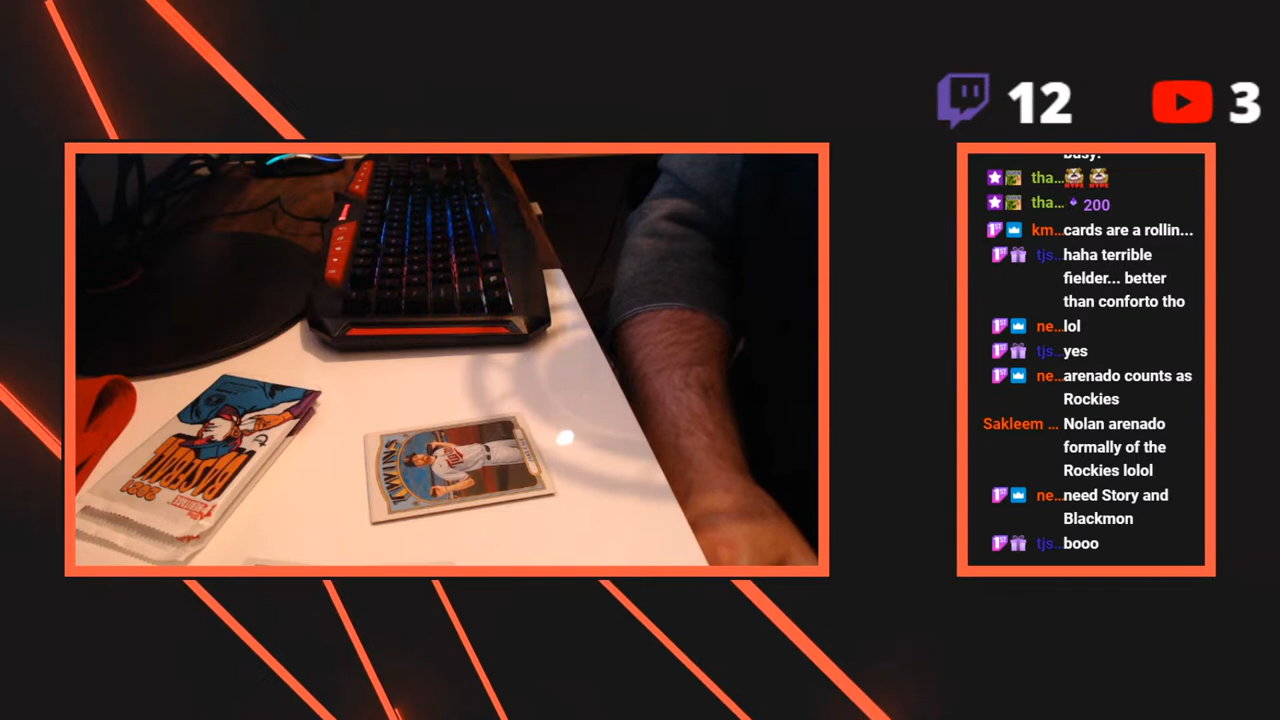 12
3
busy!
tha...
tha... 200
km... cards are a rollin...
tjs... haha terrible
fielder... better
than conforto tho
ne... lol
tjs... yes
ne... arenado counts as
Rockies
Sakleem ... Nolan arenado
formally of the
Rockies lolol
ne... need Story and
Blackmon
tjs... booo
BASEBALL
2021
TWINS